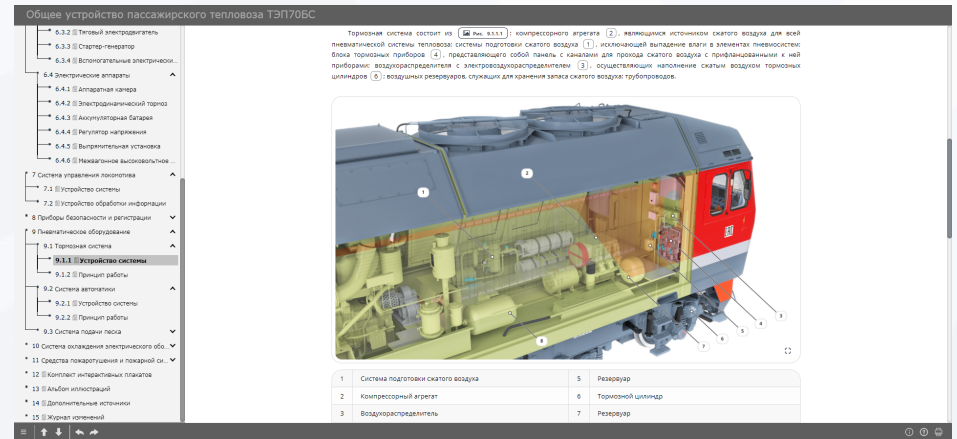 Общее устройство пассажирского тепловоза ТЭП70БС
6.3.2 Тяговый электродвигатель
6.3.3 Стартер-генератор
6.3.4 Вспомогательные электрически...
6.4 Электрические аппараты
6.4.1 Аппаратная камера
6.4.2 Электродинамический тормоз
6.4.3 Аккумуляторная батарея
6.4.4 Регулятор напряжения
6.4.5 Выпрямительная установка
6.4.6 Межвагонное высоковольтное ...
7 Система управления локомотива
7.1 Устройство системы
7.2 Устройство обработки информации
8 Приборы безопасности и регистрации
9 Пневматическое оборудование
9.1 Тормозная система
9.1.1 Устройство системы
9.1.2 Принцип работы
9.2 Система автоматики
9.2.1 Устройство системы
9.2.2 Принцип работы
9.3 Система подачи песка
10 Система охлаждения электрического обо...
11 Средства пожаротушения и пожарной си...
12 Комплект интерактивных плакатов
13 Альбом иллюстраций
14 Дополнительные источники
15 Журнал изменений
Тормозная система состоит из Рис. 9.1.1.1 : компрессорного агрегата 2 , являющимся источником сжатого воздуха для всей
пневматической системы тепловоза; системы подготовки сжатого воздуха 1 , исключающей выпадение влаги в элементах пневмосистем;
блока тормозных приборов 4 , представляющего собой панель с каналами для прохода сжатого воздуха с прифланцованными к ней
приборами; воздухораспределителя с электровоздухораспределителем 3 , осуществляющих наполнение сжатым воздухом тормозных
цилиндров 6 ; воздушных резервуаров, служащих для хранения запаса сжатого воздуха; трубопроводов.
1
2
3
4
5
6
7
8
1 Система подготовки сжатого воздуха 5 Резервуар
2 Компрессорный агрегат 6 Тормозной цилиндр
3 Воздухораспределитель 7 Резервуар